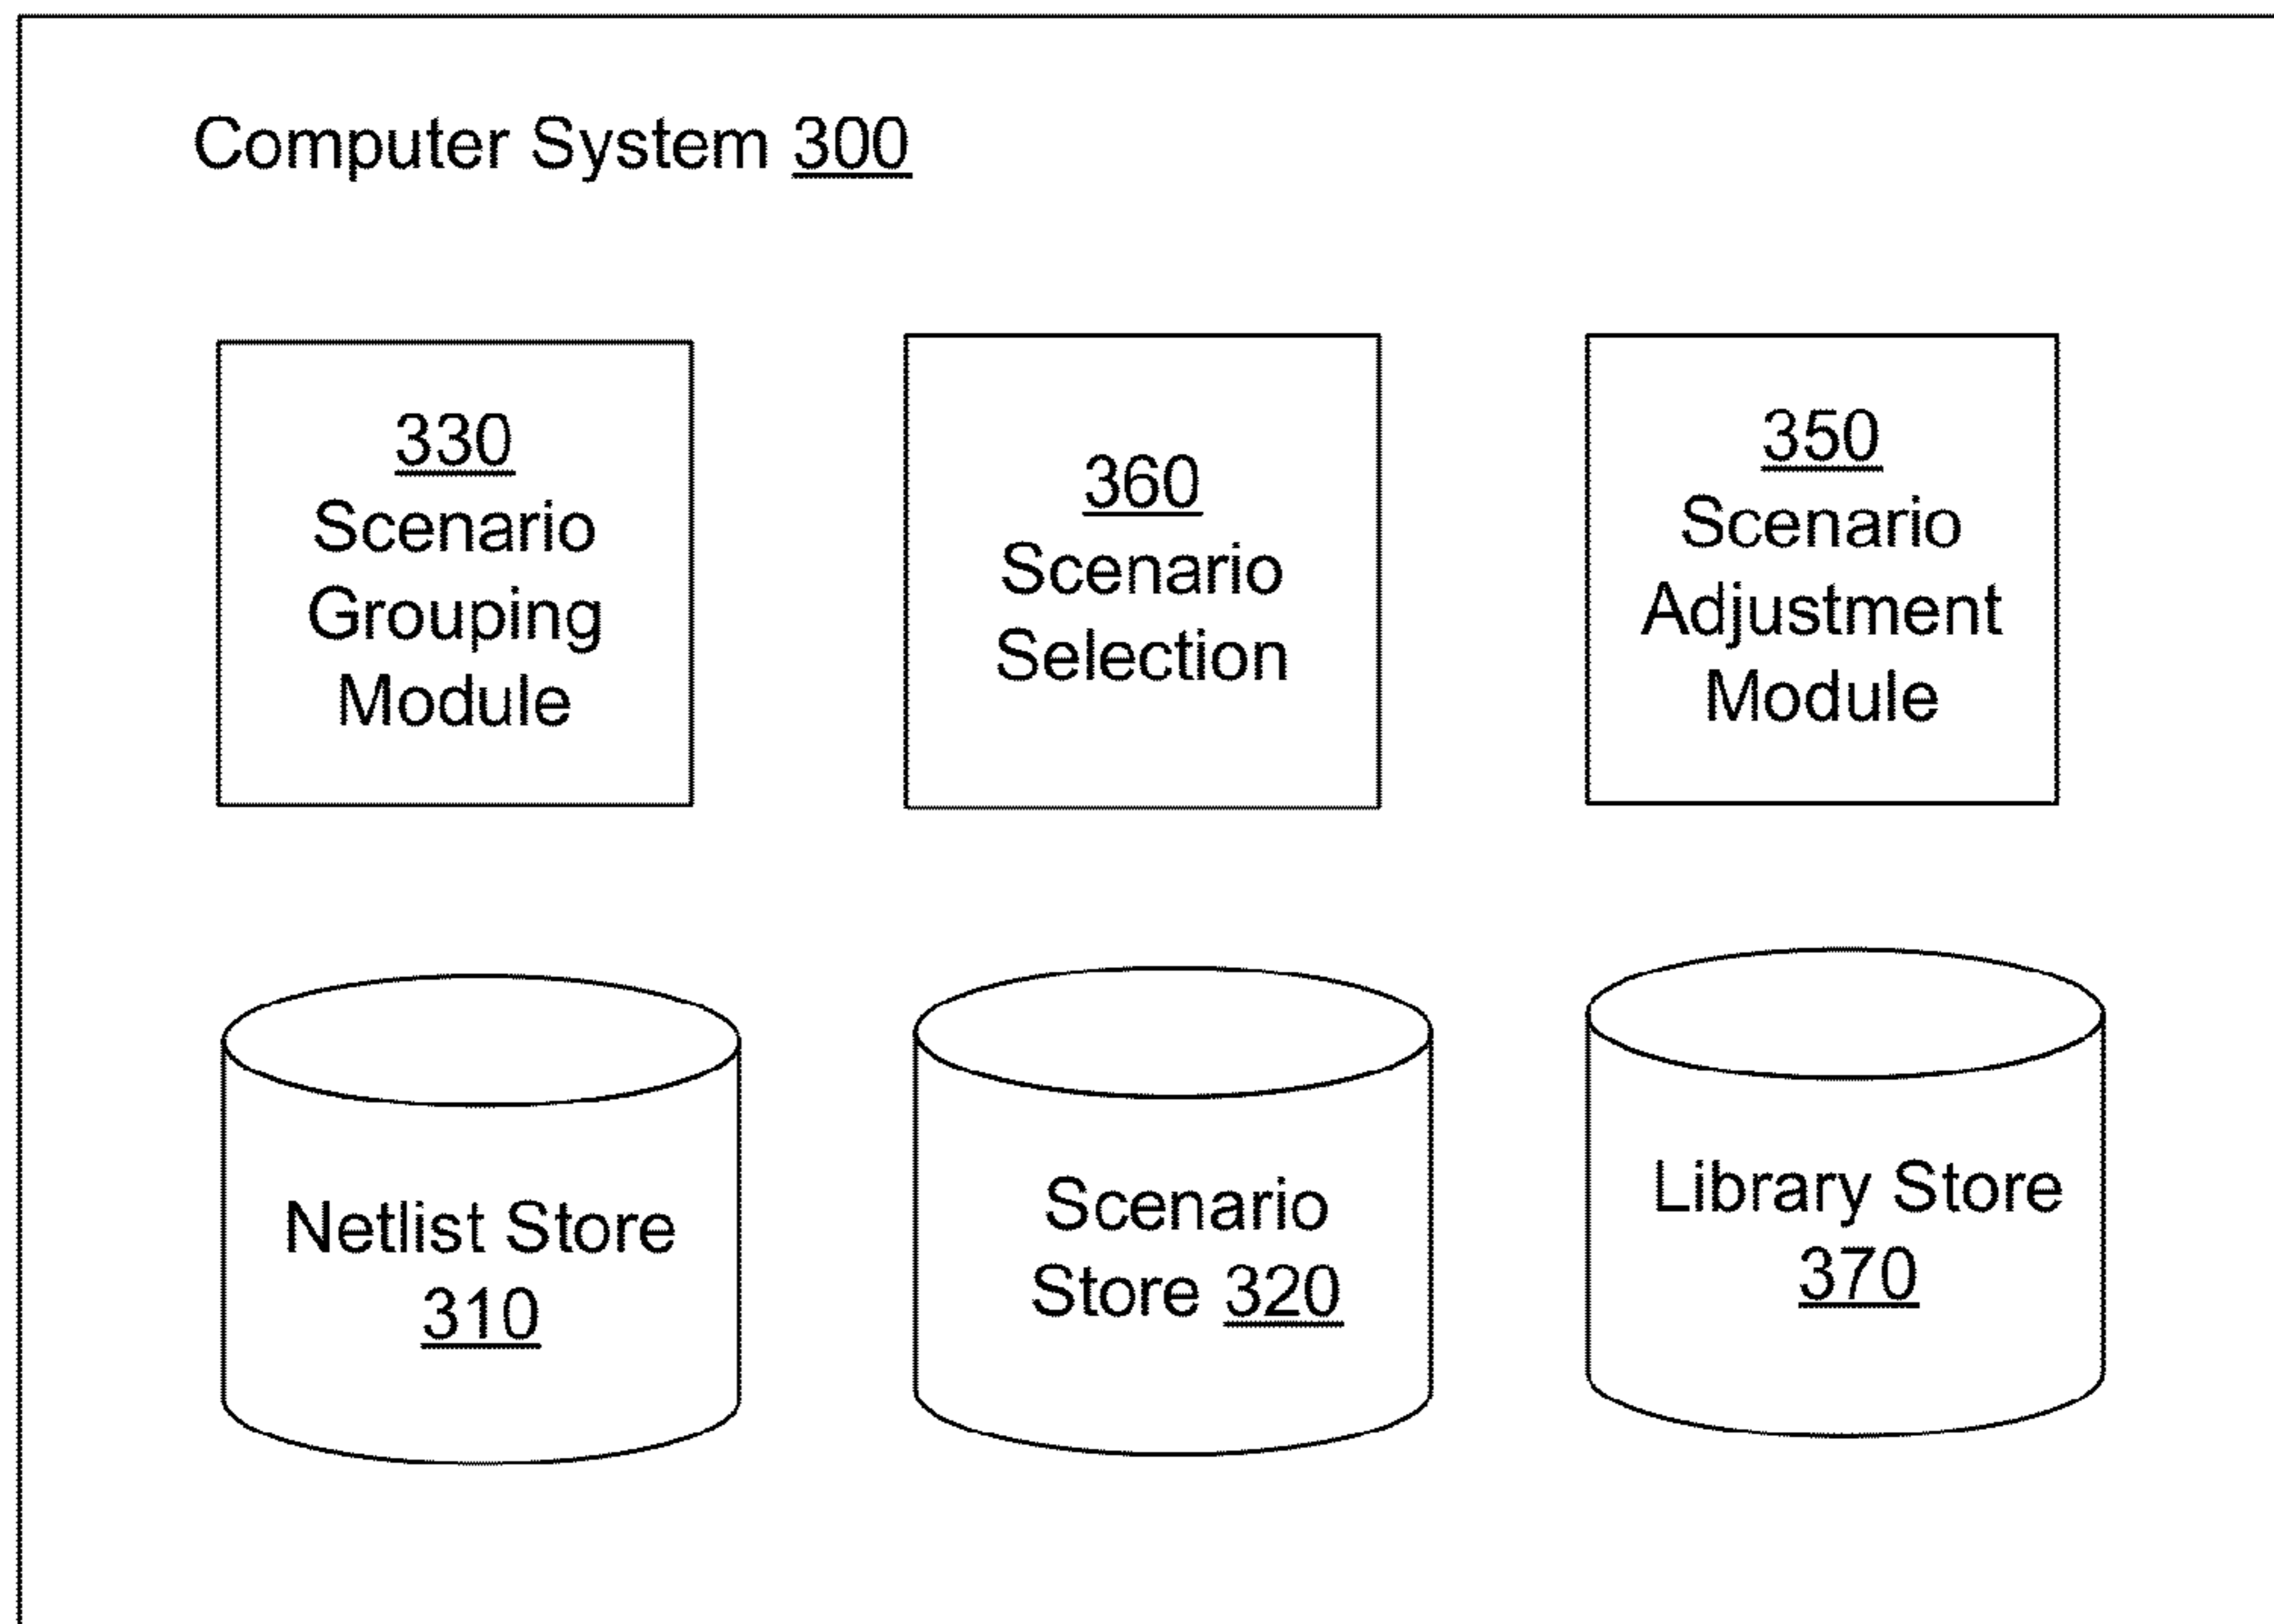 Computer System 300
330
Scenario
Grouping
Module
360
Scenario
Selection
350
Scenario
Adjustment
Module
Netlist Store
310
Scenario
Store 320
Library Store
370